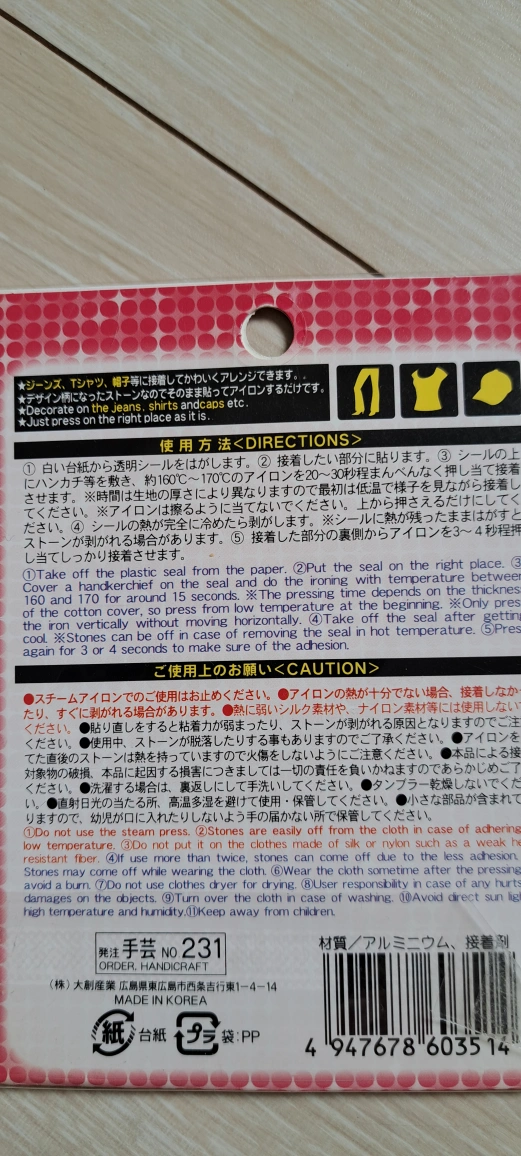 ★ジーンズ、Tシャツ、帽子等に接着してかわいくアレンジできます。
★デザイン柄になったストーンなのでそのまま貼ってアイロンするだけです。
★Decorate on the jeans, shirts andcaps etc.
★Just press on the right place as it is.
使用方法<DIRECTIONS>
① 白い台紙から透明シールをはがします。② 接着したい部分に貼ります。③ シールの上
にハンカチ等を敷き、約160℃〜170℃のアイロンを20〜30秒程まんべんなく押し当て接着
させます。※時間は生地の厚さにより異なりますので最初は低温で様子を見ながら接着し
てください。※アイロンは擦るように当てないでください。上から押さえるだけにしてく
ださい。④ シールの熱が完全に冷めたら剥がします。※シールに熱が残ったままはがすと
ストーンが剥がれる場合があります。⑤ 接着した部分の裏側からアイロンを3〜4秒程押
し当てしっかり接着させます。
①Take off the plastic seal from the paper. ②Put the seal on the right place. ③
Cover a handkerchief on the seal and do the ironing with temperature between
160 and 170 for around 15 seconds. ※The pressing time depends on the thickness
of the cotton cover, so press from low temperature at the beginning. ※Only press
the iron vertically without moving horizontally. ④Take off the seal after getting
cool. ※Stones can be off in case of removing the seal in hot temperature. ⑤Press
again for 3 or 4 seconds to make sure of the adhesion.
ご使用上のお願い<CAUTION>
●スチームアイロンでのご使用はお止めください。●アイロンの熱が十分でない場合、接着しなかっ
たり、すぐに剥がれる場合があります。●熱に弱いシルク素材や、ナイロン素材等には使用しない
ください。●貼り直しをすると粘着力が弱まったり、ストーンが剥がれる原因となりますのでご注
ください。●使用中、ストーンが脱落したりする事もありますのでご了承ください。●アイロンを
てた直後のストーンは熱を持っていますので火傷をしないようにご注意ください。●本品による接
対象物の破損、本品に起因する損害につきましては一切の責任を負いかねますのであらかじめご了
ください。●洗濯する場合は、裏返しにして手洗いしてください。●タンブラー乾燥しないでくだ
い。●直射日光の当たる所、高温多湿を避けて使用・保管してください。●小さな部品が含まれて
りますので、幼児が口に入れたりしないよう手の届かない所で保管してください。
①Do not use the steam press. ②Stones are easily off from the cloth in case of adhering
low temperature. ③Do not put it on the clothes made of silk or nylon such as a weak he
resistant fiber. ④If use more than twice, stones can come off due to the less adhesion.
Stones may come off while wearing the cloth. ⑥Wear the cloth sometime after the pressing
avoid a burn. ⑦Do not use clothes dryer for drying. ⑧User responsibility in case of any hurts
damages on the objects. ⑨Turn over the cloth in case of washing. ⑩Avoid direct sun ligh
high temperature and humidity.⑪Keep away from children.
発注 手芸 NO.231
ORDER. HANDICRAFT
材質／アルミニウム、接着剤
(株)大創産業 広島県東広島市西条吉行東1−4−14
MADE IN KOREA
紙 台紙 プラ 袋:PP
4 947678 603514